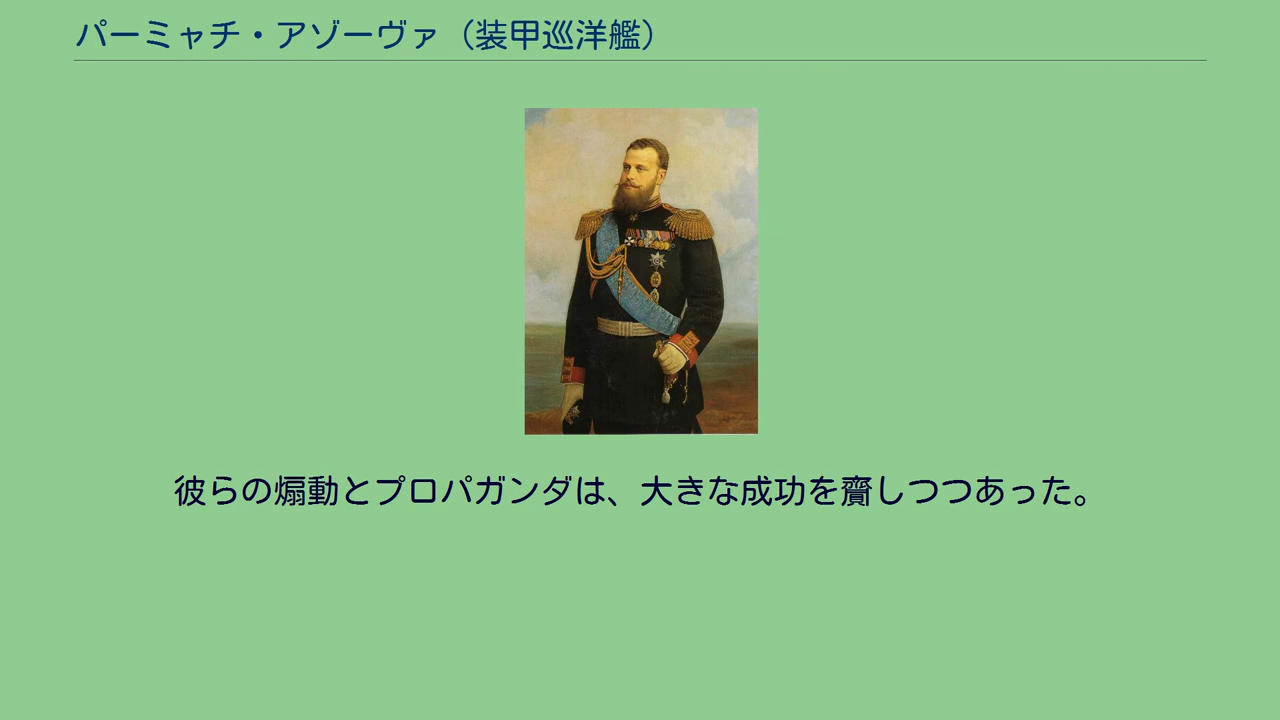 パーミャチ・アゾーヴァ（装甲巡洋艦）
彼らの煽動とプロパガンダは、大きな成功を齎しつつあった。